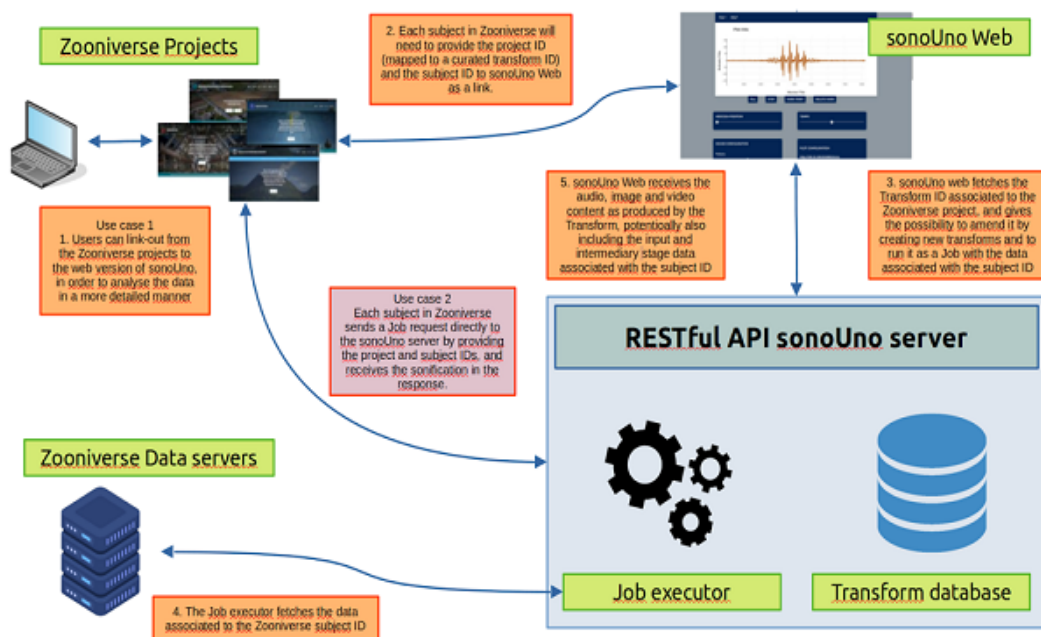 Zooniverse Projects
2. Each subject in Zooniverse will
need to provide the project ID
(mapped to a curated transform ID)
and the subject ID to sonoUno Web
as a link.
sonoUno Web
Use case 1
1. Users can link-out from
the Zooniverse projects to
the web version of sonoUno,
in order to analyse the data
in a more detailed manner
5. sonoUno Web receives the
audio, image and video
content as produced by the
Transform, potentially also
including the input and
intermediary stage data
associated with the subject ID
3. sonoUno web fetches the
Transform ID associated to the
Zooniverse project, and gives
the possibility to amend it by
creating new transforms and to
run it as a Job with the data
associated with the subject ID
Use case 2
Each subject in Zooniverse
sends a Job request directly to
the sonoUno server by providing
the project and subject IDs, and
receives the sonification in the
response.
RESTful API sonoUno server
Zooniverse Data servers
Job executor
Transform database
4. The Job executor fetches the data
associated to the Zooniverse subject ID